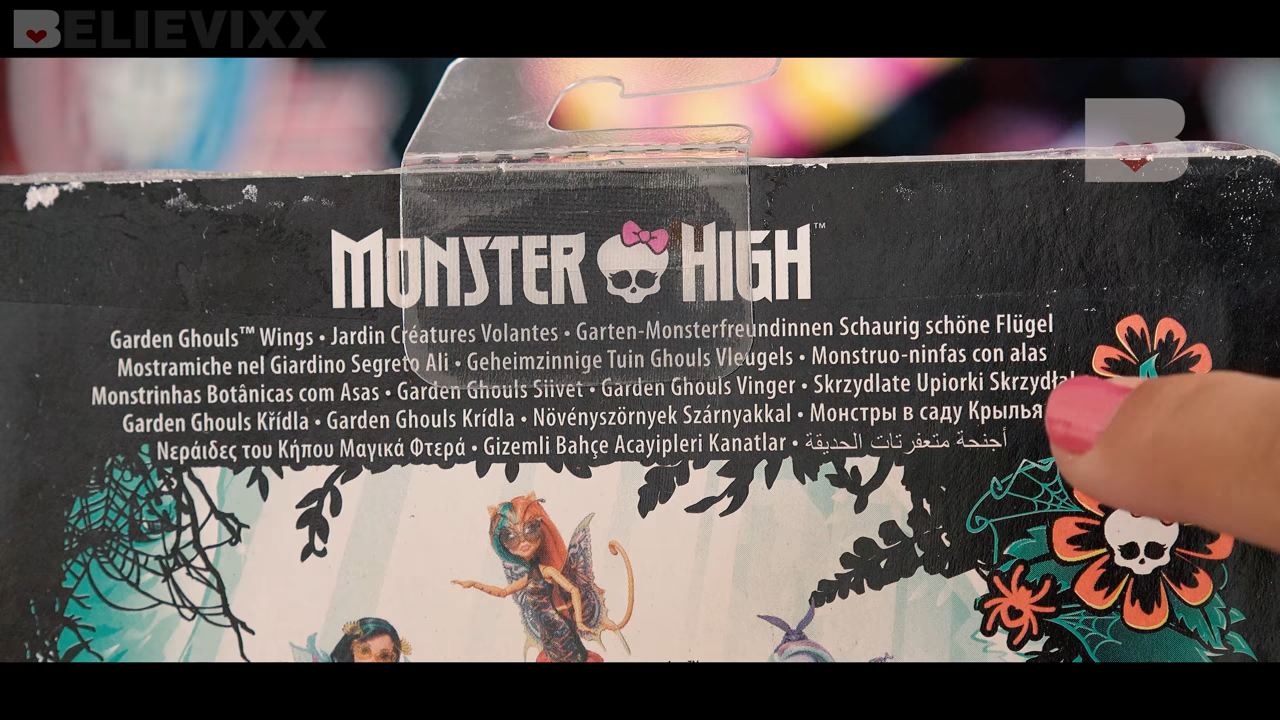 BELIEVIXX
B
MONSTER HIGH™
Garden Ghouls™ Wings • Jardin Créatures Volantes • Garten-Monsterfreundinnen Schaurig schöne Flügel
Mostramiche nel Giardino Segreto Ali • Geheimzinnige Tuin Ghouls Vleugels • Monstruo-ninfas con alas
Monstrinhas Botânicas com Asas • Garden Ghouls Siivet • Garden Ghouls Vinger • Skrzydlate Upiorki
Garden Ghouls Křídla • Garden Ghouls Krídla • Növényszörnyek Szárnyakkal • Монстры в саду Крылья
Νεράιδες του Κήπου Μαγικά Φτερά • Gizemli Bahçe Acayipleri Kanatlar • أجنحة متعفرتات الحديقة